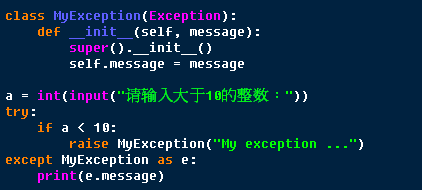 class MyException(Exception):
    def __init__(self, message):
        super().__init__()
        self.message = message

a = int(input("请输入大于10的整数："))
try:
    if a < 10:
        raise MyException("My exception ...")
except MyException as e:
    print(e.message)